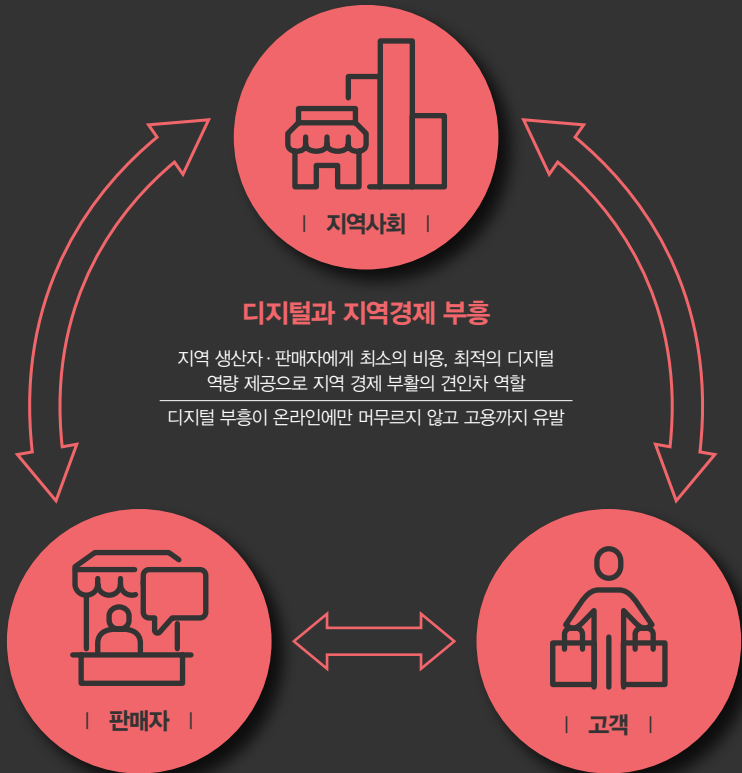 | 지역사회 |
디지털과 지역경제 부흥
지역 생산자 · 판매자에게 최소의 비용, 최적의 디지털
역량 제공으로 지역 경제 부활의 견인차 역할
디지털 부흥이 온라인에만 머무르지 않고 고용까지 유발
| 판매자 |
| 고객 |